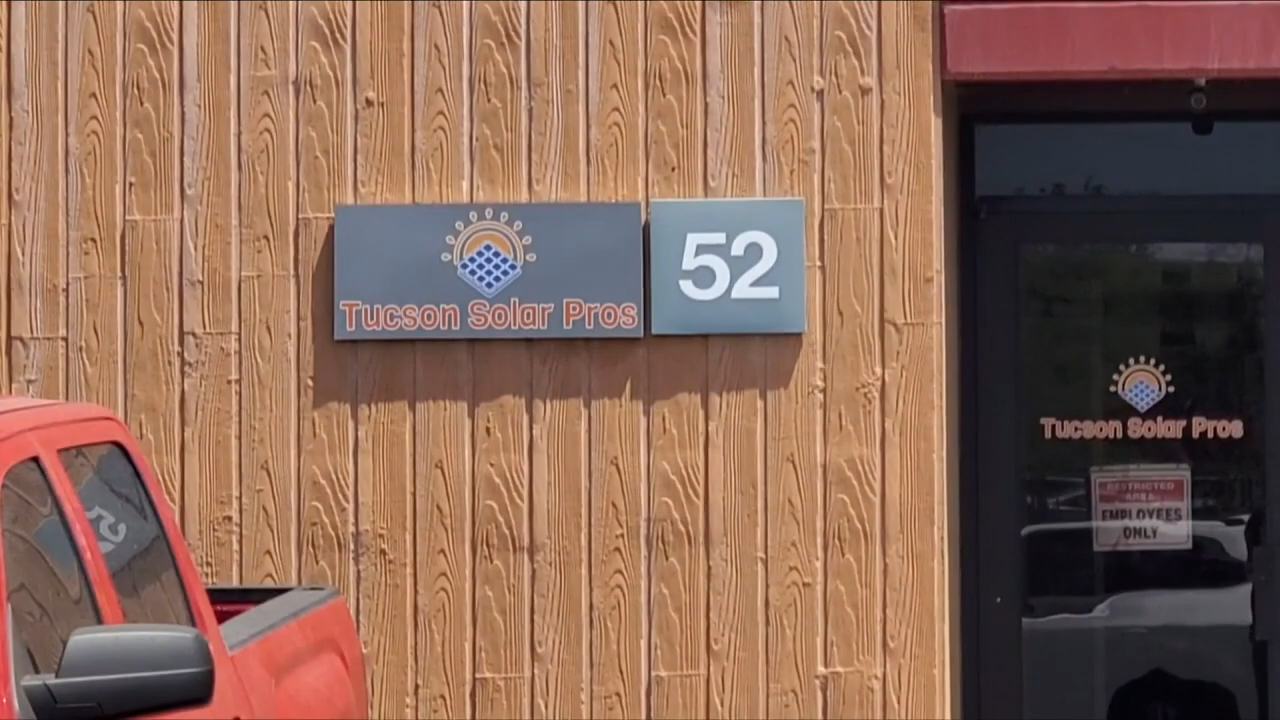 Tucson Solar Pros
52
Tucson Solar Pros
RESTRICTED
AREA
EMPLOYEES
ONLY